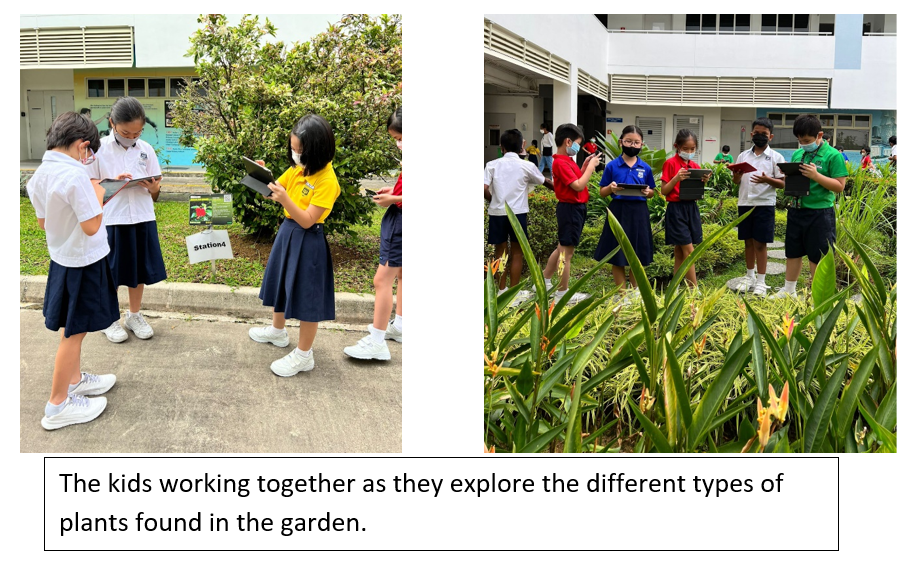 Station4
The kids working together as they explore the different types of
plants found in the garden.